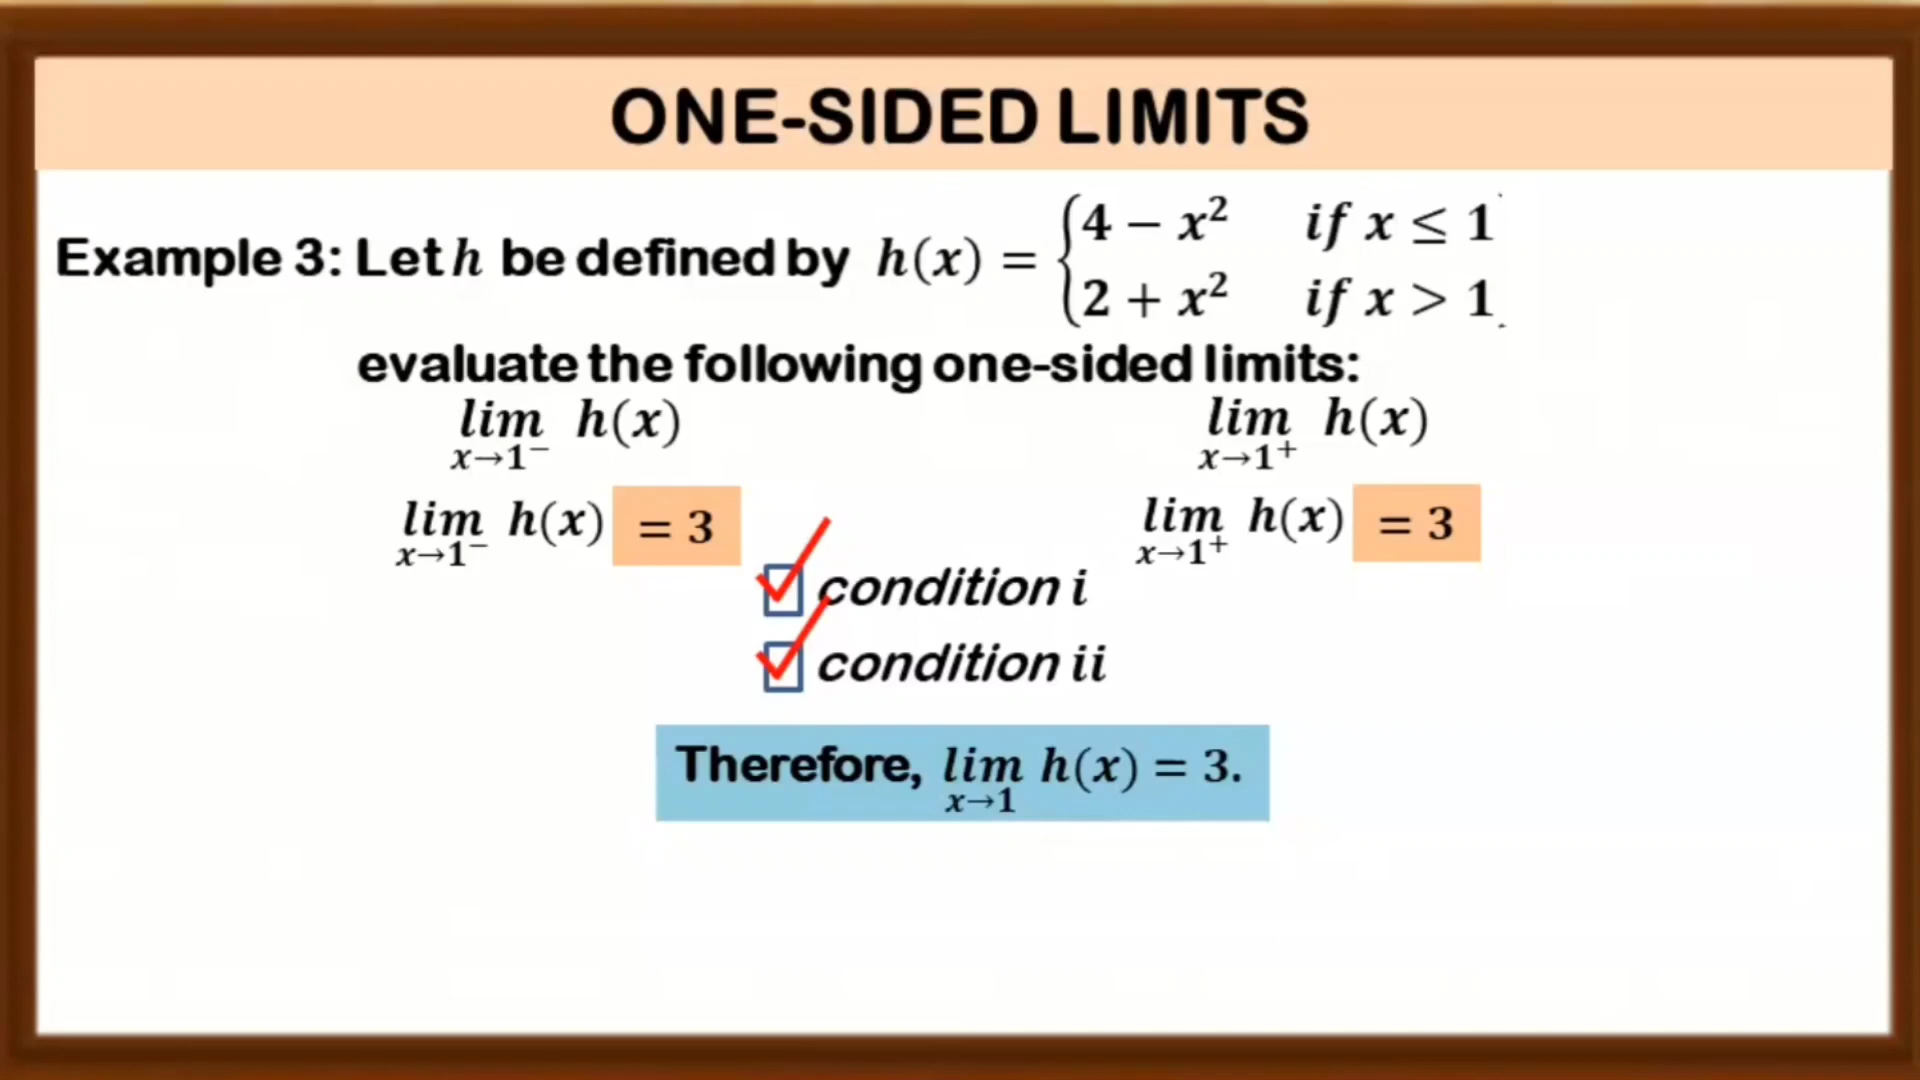 ONE-SIDED LIMITS
Example 3: Let h be defined by h(x) = {4 − x² if x ≤ 1
2 + x² if x > 1
evaluate the following one-sided limits:
lim x→1⁻ h(x) lim x→1⁺ h(x)
lim x→1⁻ h(x) = 3 lim x→1⁺ h(x) = 3
condition i
condition ii
Therefore, lim x→1 h(x) = 3.